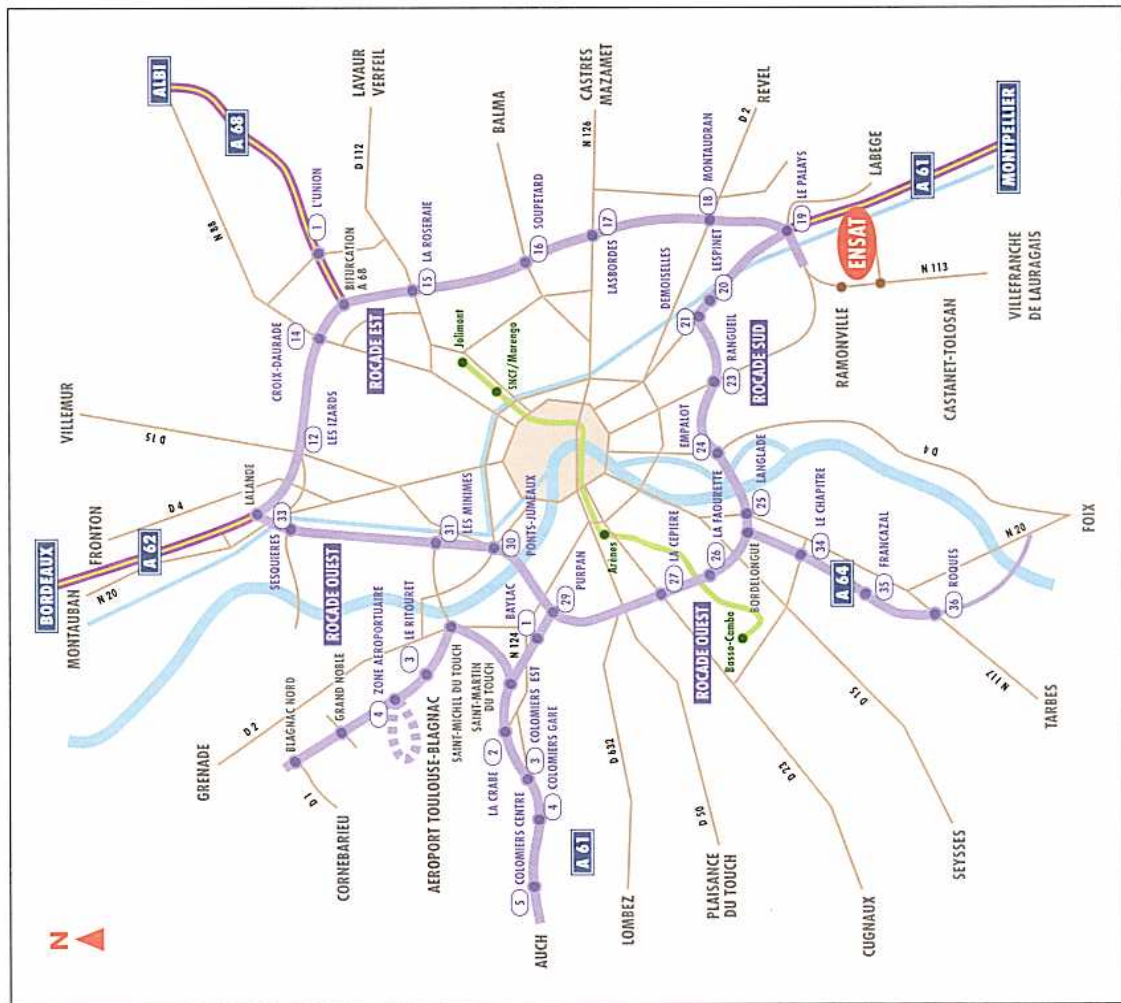 N
BORDEAUX
MONTAUBAN
FRONTON
A 62
N 20
D 4
VILLEMUR
D 15
LALANDE
33
SESQUIERES
12
LES IZARDS
CROIX-DAURADE
14
ROCADE EST
ALBI
A 68
N 88
1
L'UNION
BIFURCATION
A 68
LAVAUR
VERFEIL
D 112
15
LA ROSERAIE
BALMA
16
SOUPETARD
CASTRES
MAZAMET
N 126
17
LASBORDES
D 2
REVEL
18
MONTAUDRAN
19
LE PALAYS
LABEGE
A 61
MONTPELLIER
ENSAT
N 113
RAMONVILLE
CASTANET-TOLOSAN
VILLEFRANCHE
DE LAURAGAIS
LESPINET
20
DEMOISELLES
21
RANGUEIL
23
ROCADE SUD
EMPALOT
24
LANGLADE
25
D 4
FOIX
N 20
LE CHAPITRE
34
A 64
FRANCAZAL
35
ROQUES
36
N 117
TARBES
LA FAOURETTE
26
BORDELONGUE
LA CEPIERE
27
ROCADE OUEST
Basso-Cambo
Arènes
SNCF/Marengo
Jolimont
D 15
SEYSSES
D 23
CUGNAUX
D 50
PLAISANCE
DU TOUCH
D 632
LOMBEZ
PURPAN
29
BAYLAC
1
N 124
PONTS-JUMEAUX
30
LES MINIMES
31
ROCADE OUEST
LE RITOURET
3
ZONE AEROPORTUAIRE
4
GRAND NOBLE
BLAGNAC NORD
D 2
GRENADE
D 1
CORNEBARIEU
AEROPORT TOULOUSE-BLAGNAC
SAINT-MICHEL DU TOUCH
SAINT-MARTIN
DU TOUCH
LA CRABE
2
COLOMIERS EST
3
COLOMIERS GARE
4
COLOMIERS CENTRE
5
A 61
AUCH